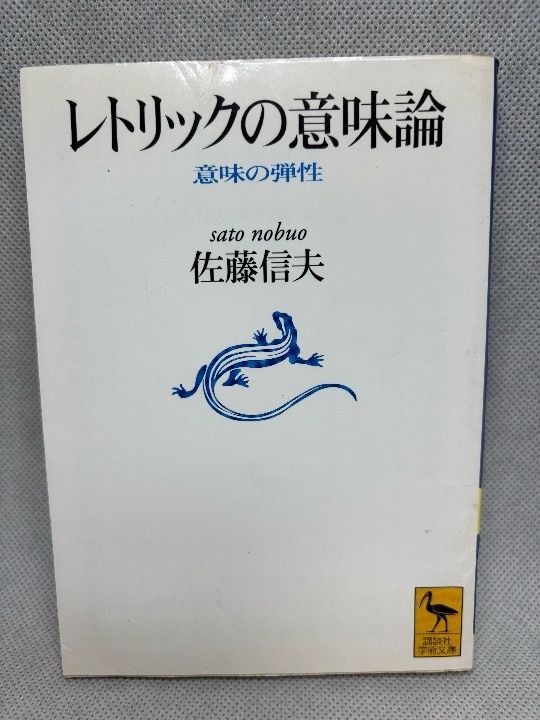 レトリックの意味論
意味の弾性
sato nobuo
佐藤信夫
講談社
学術文庫